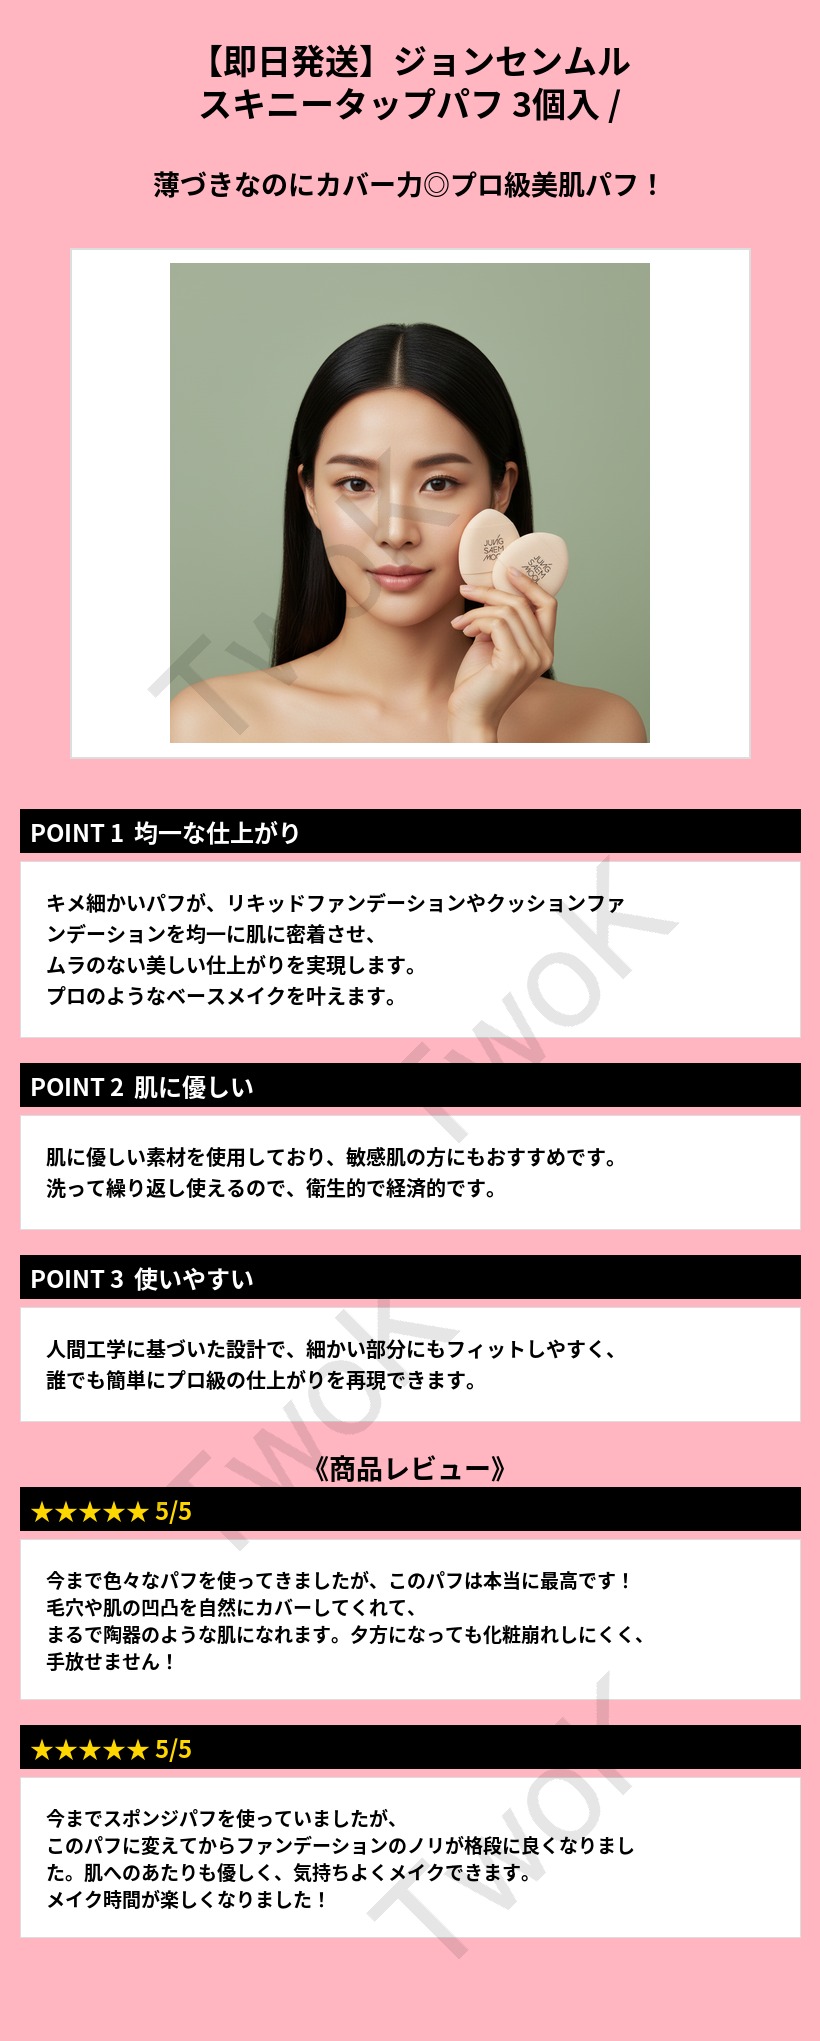 【即日発送】ジョンセンムル
スキニータップパフ 3個入 /
薄づきなのにカバー力◎プロ級美肌パフ！
JUNG
SAEM
MOO
JUNG
SAEM
MOOL
TwoK
POINT 1 均一な仕上がり
キメ細かいパフが、リキッドファンデーションやクッションファ
ンデーションを均一に肌に密着させ、
ムラのない美しい仕上がりを実現します。
プロのようなベースメイクを叶えます。
TwoK
POINT 2 肌に優しい
肌に優しい素材を使用しており、敏感肌の方にもおすすめです。
洗って繰り返し使えるので、衛生的で経済的です。
POINT 3 使いやすい
人間工学に基づいた設計で、細かい部分にもフィットしやすく、
誰でも簡単にプロ級の仕上がりを再現できます。
TwoK
《商品レビュー》
★★★★★ 5/5
今まで色々なパフを使ってきましたが、このパフは本当に最高です！
毛穴や肌の凹凸を自然にカバーしてくれて、
まるで陶器のような肌になれます。夕方になっても化粧崩れしにくく、
手放せません！
★★★★★ 5/5
今までスポンジパフを使っていましたが、
このパフに変えてからファンデーションのノリが格段に良くなりまし
た。肌へのあたりも優しく、気持ちよくメイクできます。
メイク時間が楽しくなりました！
TwoK